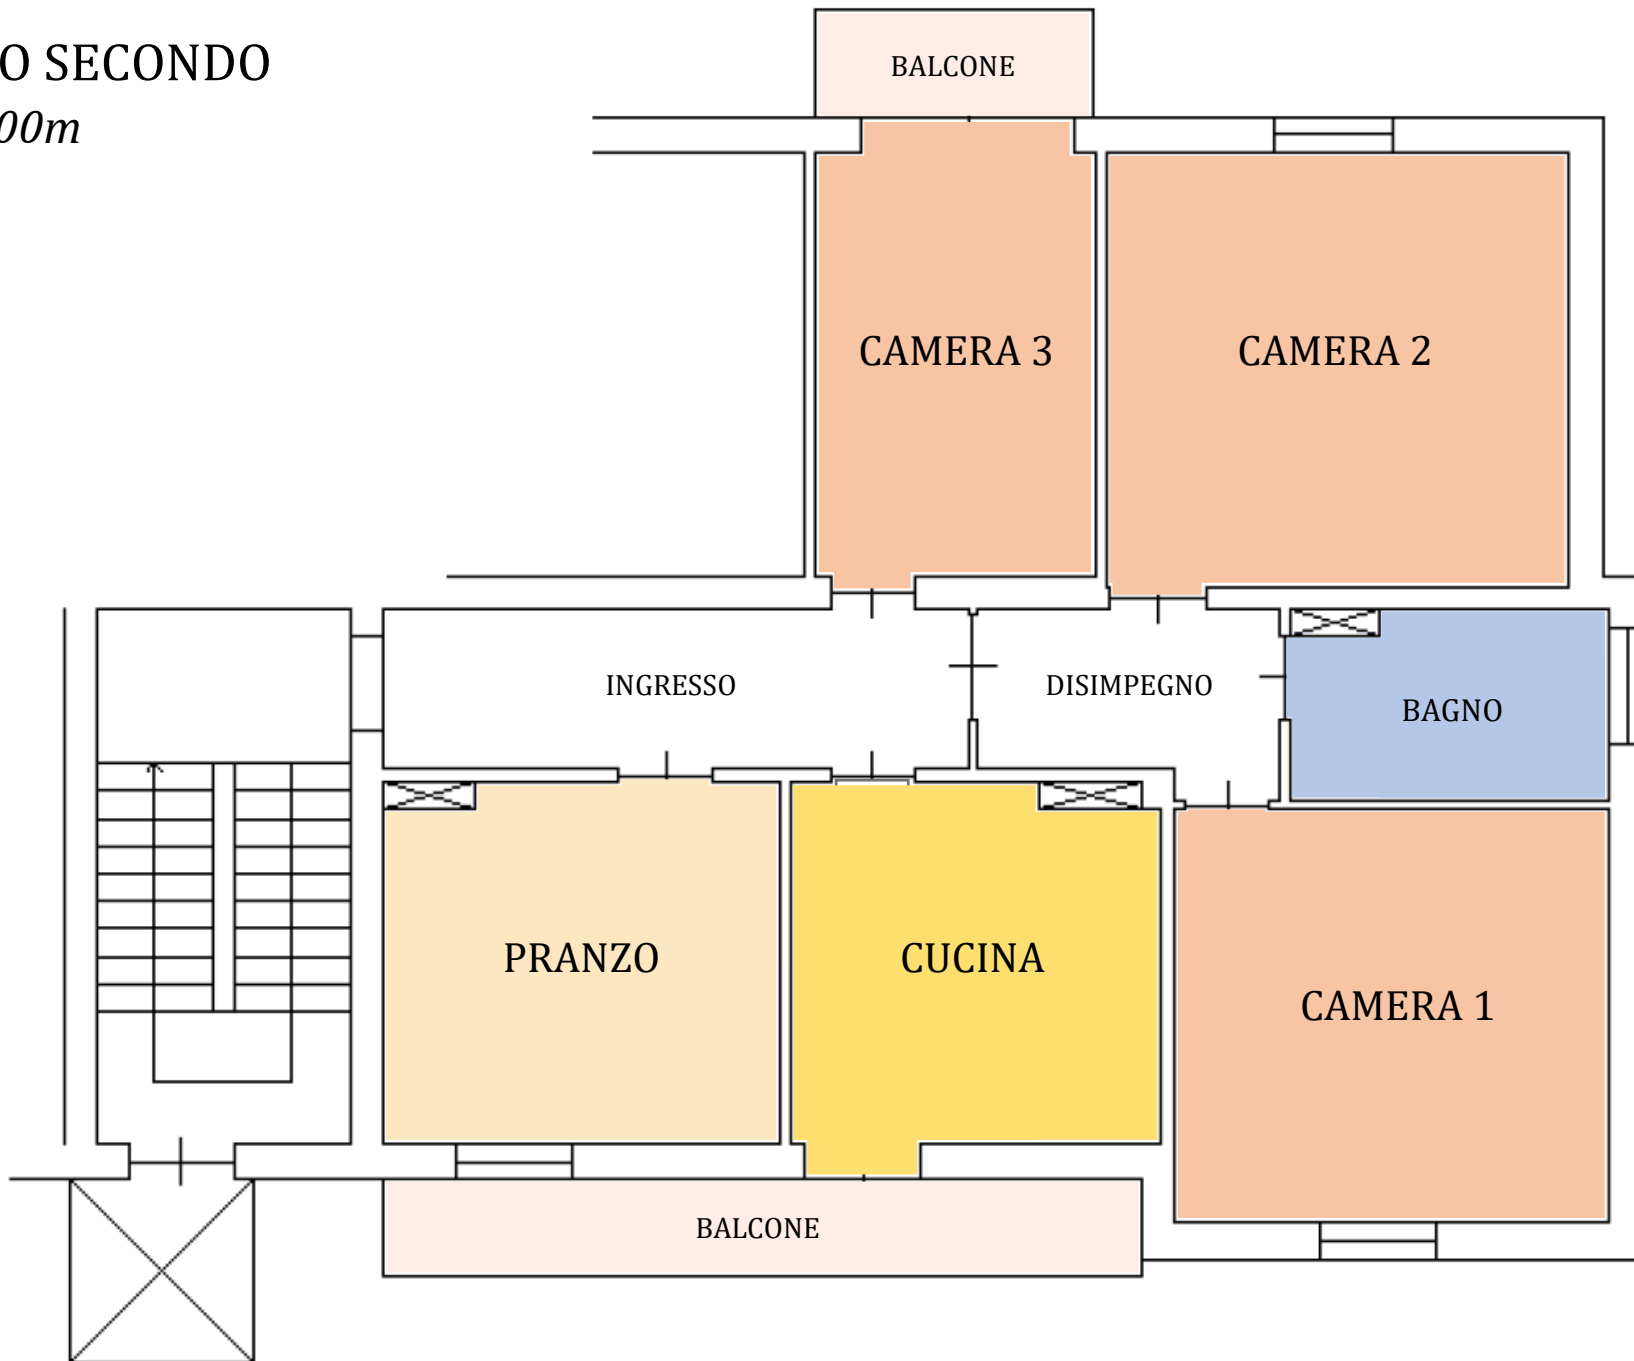 O SECONDO
00m
BALCONE
CAMERA 3
CAMERA 2
INGRESSO
DISIMPEGNO
BAGNO
PRANZO
CUCINA
CAMERA 1
BALCONE